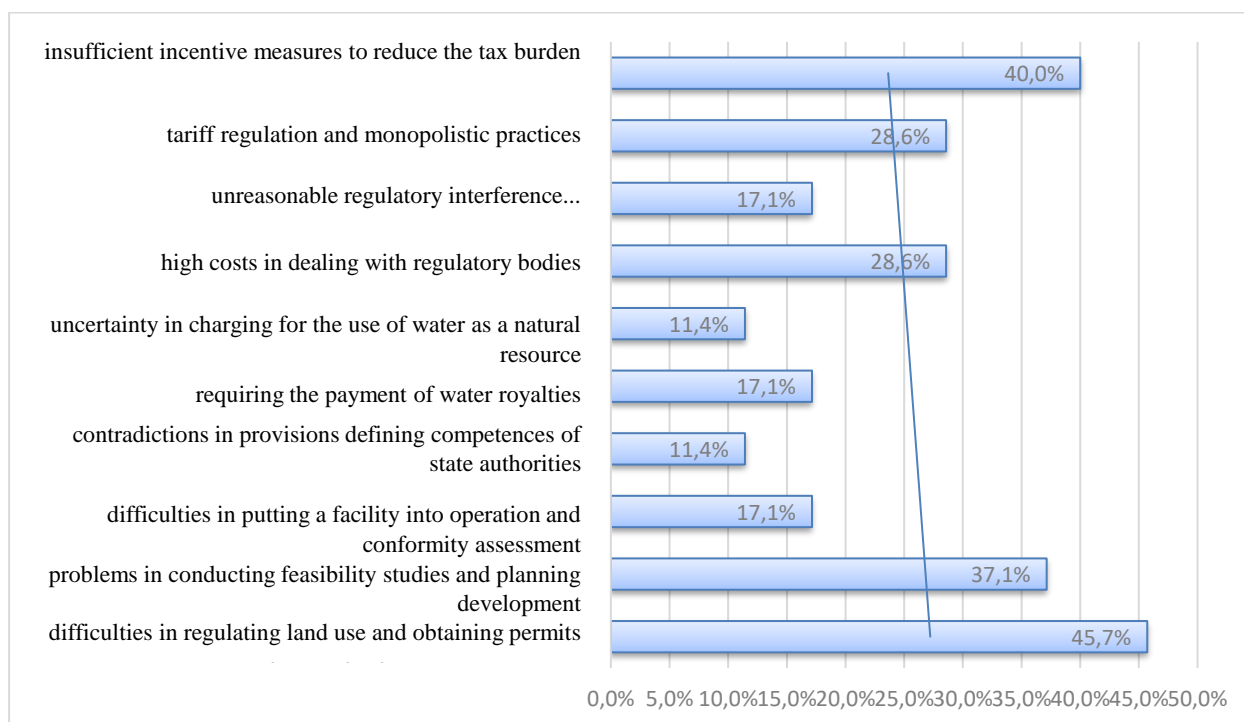 insufficient incentive measures to reduce the tax burden
40,0%
tariff regulation and monopolistic practices
28,6%
unreasonable regulatory interference...
17,1%
high costs in dealing with regulatory bodies
28,6%
uncertainty in charging for the use of water as a natural
resource
11,4%
requiring the payment of water royalties
17,1%
contradictions in provisions defining competences of
state authorities
11,4%
difficulties in putting a facility into operation and
conformity assessment
17,1%
problems in conducting feasibility studies and planning
development
37,1%
difficulties in regulating land use and obtaining permits
45,7%
0,0% 5,0% 10,0% 15,0% 20,0% 25,0% 30,0% 35,0% 40,0% 45,0% 50,0%